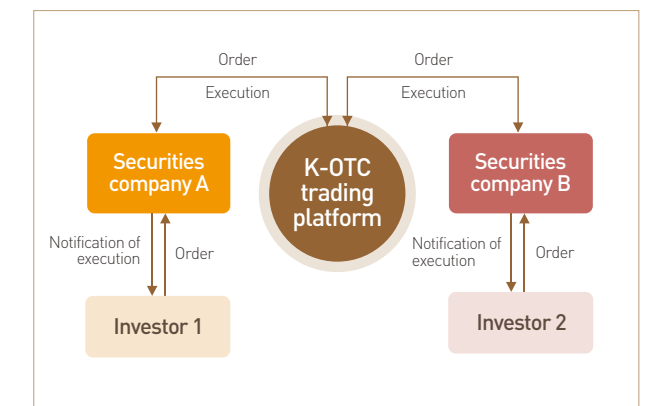 Order
Order
Execution
Execution
Securities
company A
K-OTC
trading
platform
Securities
company B
Notification of
execution
Order
Notification of
execution
Order
Investor 1
Investor 2